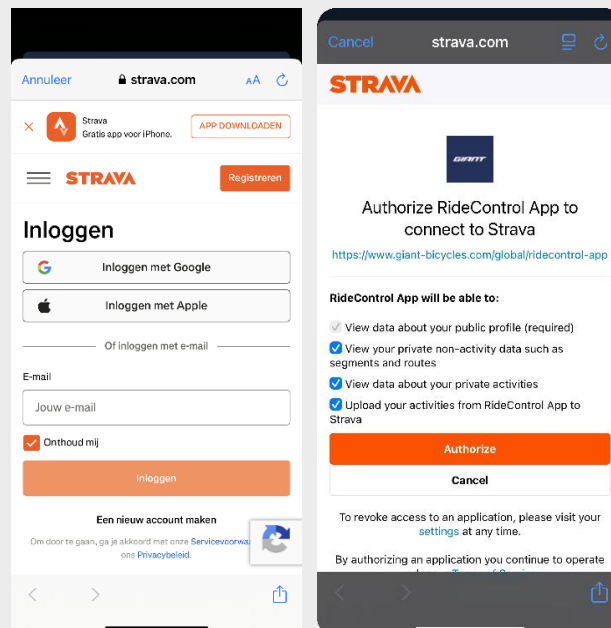 Annuleer
strava.com
AA
Strava
Gratis app voor iPhone.
APP DOWNLOADEN
STRAVA
Registreren
Inloggen
Inloggen met Google
Inloggen met Apple
Of inloggen met e-mail
E-mail
Jouw e-mail
Onthoud mij
Inloggen
Een nieuw account maken
Om door te gaan, ga je akkoord met onze
ons Privacybeleid.
Cancel
strava.com
STRAVA
GIANT
Authorize RideControl App to
connect to Strava
https://www.giant-bicycles.com/global/ridecontrol-app
RideControl App will be able to:
View data about your public profile (required)
View your private non-activity data such as
segments and routes
View data about your private activities
Upload your activities from RideControl App to
Strava
Authorize
Cancel
To revoke access to an application, please visit your
settings at any time.
By authorizing an application you continue to operate